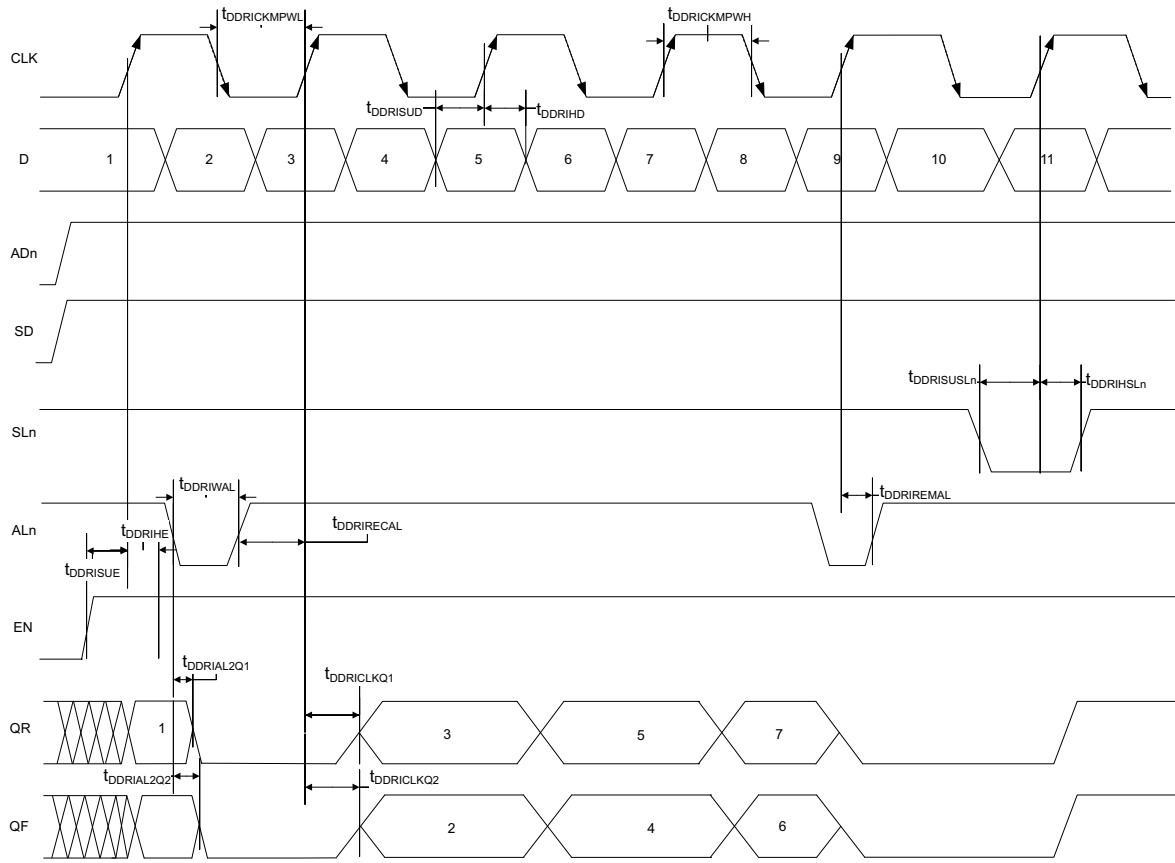 tDDRICKMPWL
tDDRICKMPWH
CLK
tDDRISUD
tDDRIHD
D
1 2 3 4 5 6 7 8 9 10 11
ADn
SD
tDDRISUSLn
tDDRIHSLn
SLn
tDDRIWAL
ALn
tDDRIHE
tDDRIRECAL
tDDRIREMAL
tDDRISUE
EN
tDDRIAL2Q1
tDDRICLKQ1
QR
1 3 5 7
tDDRIAL2Q2
tDDRICLKQ2
QF
2 4 6